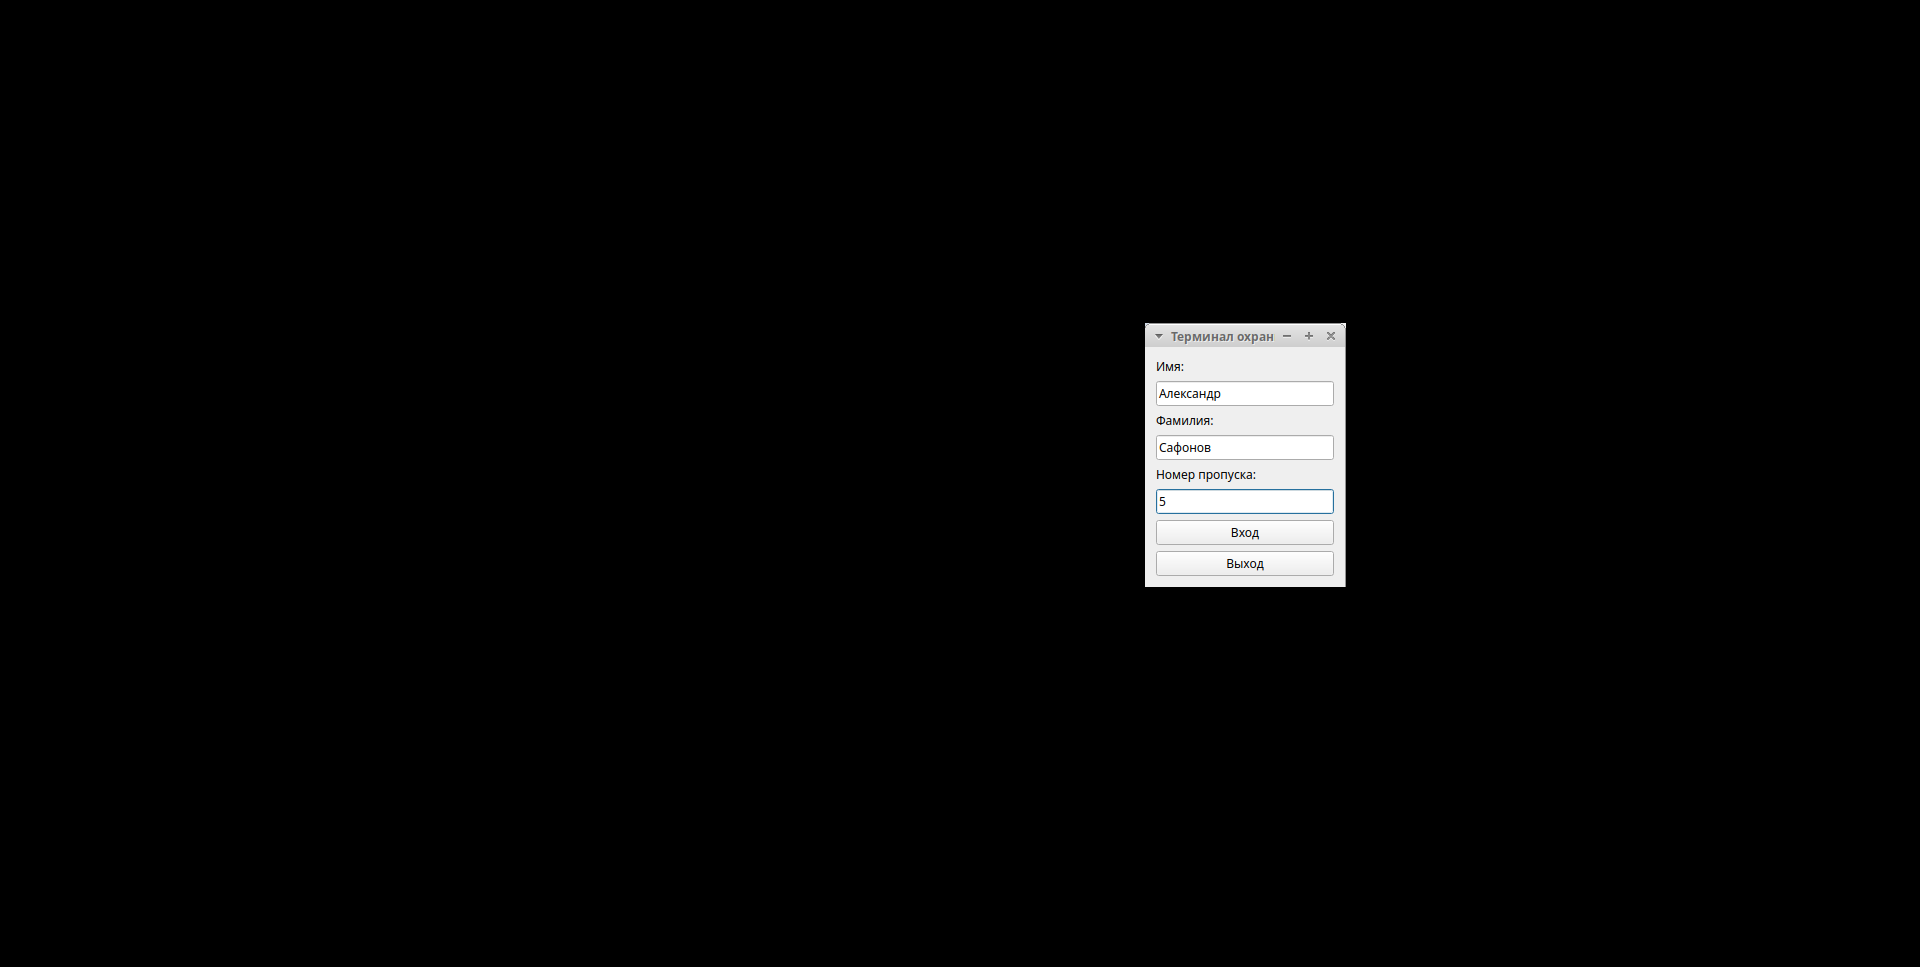 Терминал охран
Имя:
Александр
Фамилия:
Сафонов
Номер пропуска:
5
Вход
Выход